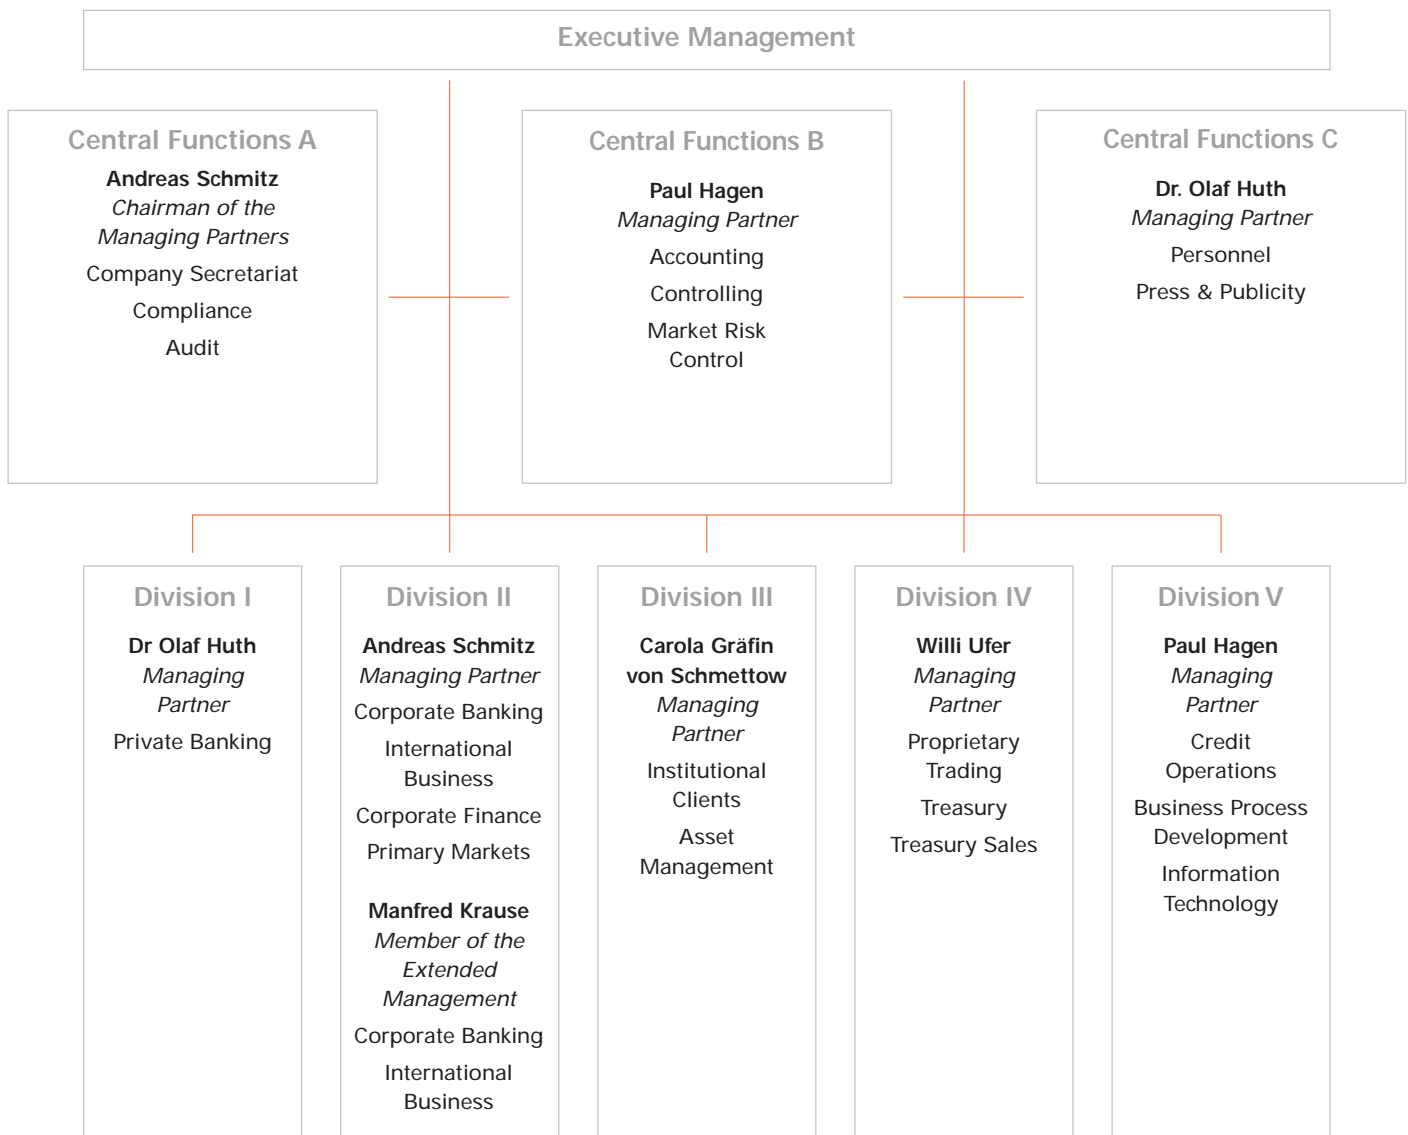 Executive Management
Central Functions A
Andreas Schmitz
Chairman of the
Managing Partners
Company Secretariat
Compliance
Audit
Central Functions B
Paul Hagen
Managing Partner
Accounting
Controlling
Market Risk
Control
Central Functions C
Dr. Olaf Huth
Managing Partner
Personnel
Press & Publicity
Division I
Dr Olaf Huth
Managing
Partner
Private Banking
Division II
Andreas Schmitz
Managing Partner
Corporate Banking
International
Business
Corporate Finance
Primary Markets
Manfred Krause
Member of the
Extended
Management
Corporate Banking
International
Business
Division III
Carola Gräfin
von Schmettow
Managing
Partner
Institutional
Clients
Asset
Management
Division IV
Willi Ufer
Managing
Partner
Proprietary
Trading
Treasury
Treasury Sales
Division V
Paul Hagen
Managing
Partner
Credit
Operations
Business Process
Development
Information
Technology